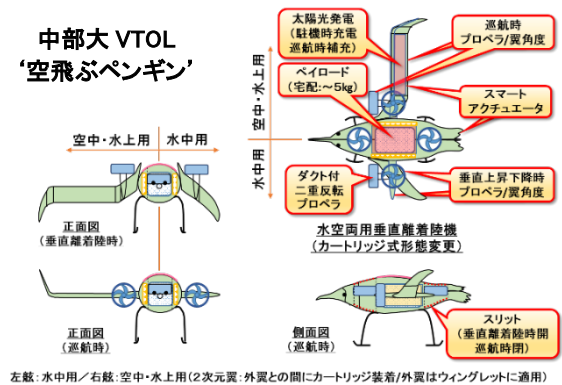 中部大 VTOL
‘空飛ぶペンギン’
太陽光発電
(駐機時充電
巡航時補充)
巡航時
プロペラ/翼角度
ペイロード
(宅配:～5㎏)
スマート
アクチュエータ
空中・水上用
水中用
ダクト付
二重反転
プロペラ
垂直上昇下降時
プロペラ/翼角度
水空両用垂直離着陸機
(カートリッジ式形態変更)
空中・水上用
水中用
正面図
(垂直離着陸時)
正面図
(巡航時)
側面図
(巡航時)
スリット
(垂直離着陸時開
巡航時閉)
左舷:水中用/右舷:空中・水上用(2次元翼:外翼との間にカートリッジ装着/外翼はウィングレットに適用)